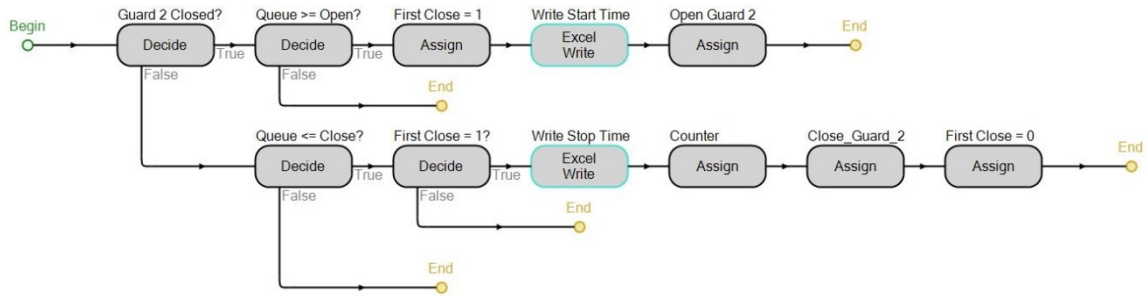 Guard 2 Closed? Queue >= Open? First Close = 1 Write Start Time Open Guard 2
Begin End
Decide Decide Assign Excel Write Assign
True True
False False
End
Queue <= Close? First Close = 1? Write Stop Time Counter Close_Guard_2 First Close = 0
End
Decide Decide Excel Write Assign Assign Assign
True True
False False
End
End